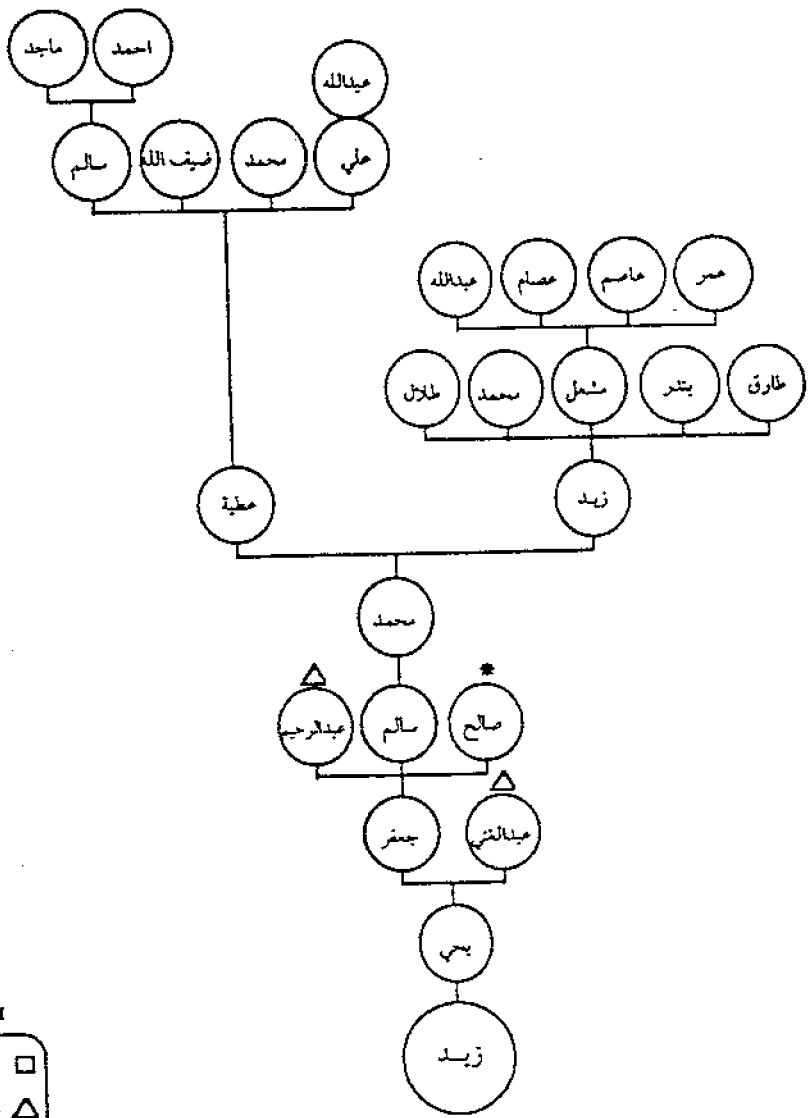 احمد ماجد
عبدالله
علي محمد ضيف الله سالم
عمر عاصم عصام عبدالله
طارق بندر مشعل محمد طلال
زيد عطية
محمد
صالح سالم عبدالرحيم
عبدالغني جعفر
يحي
زيد